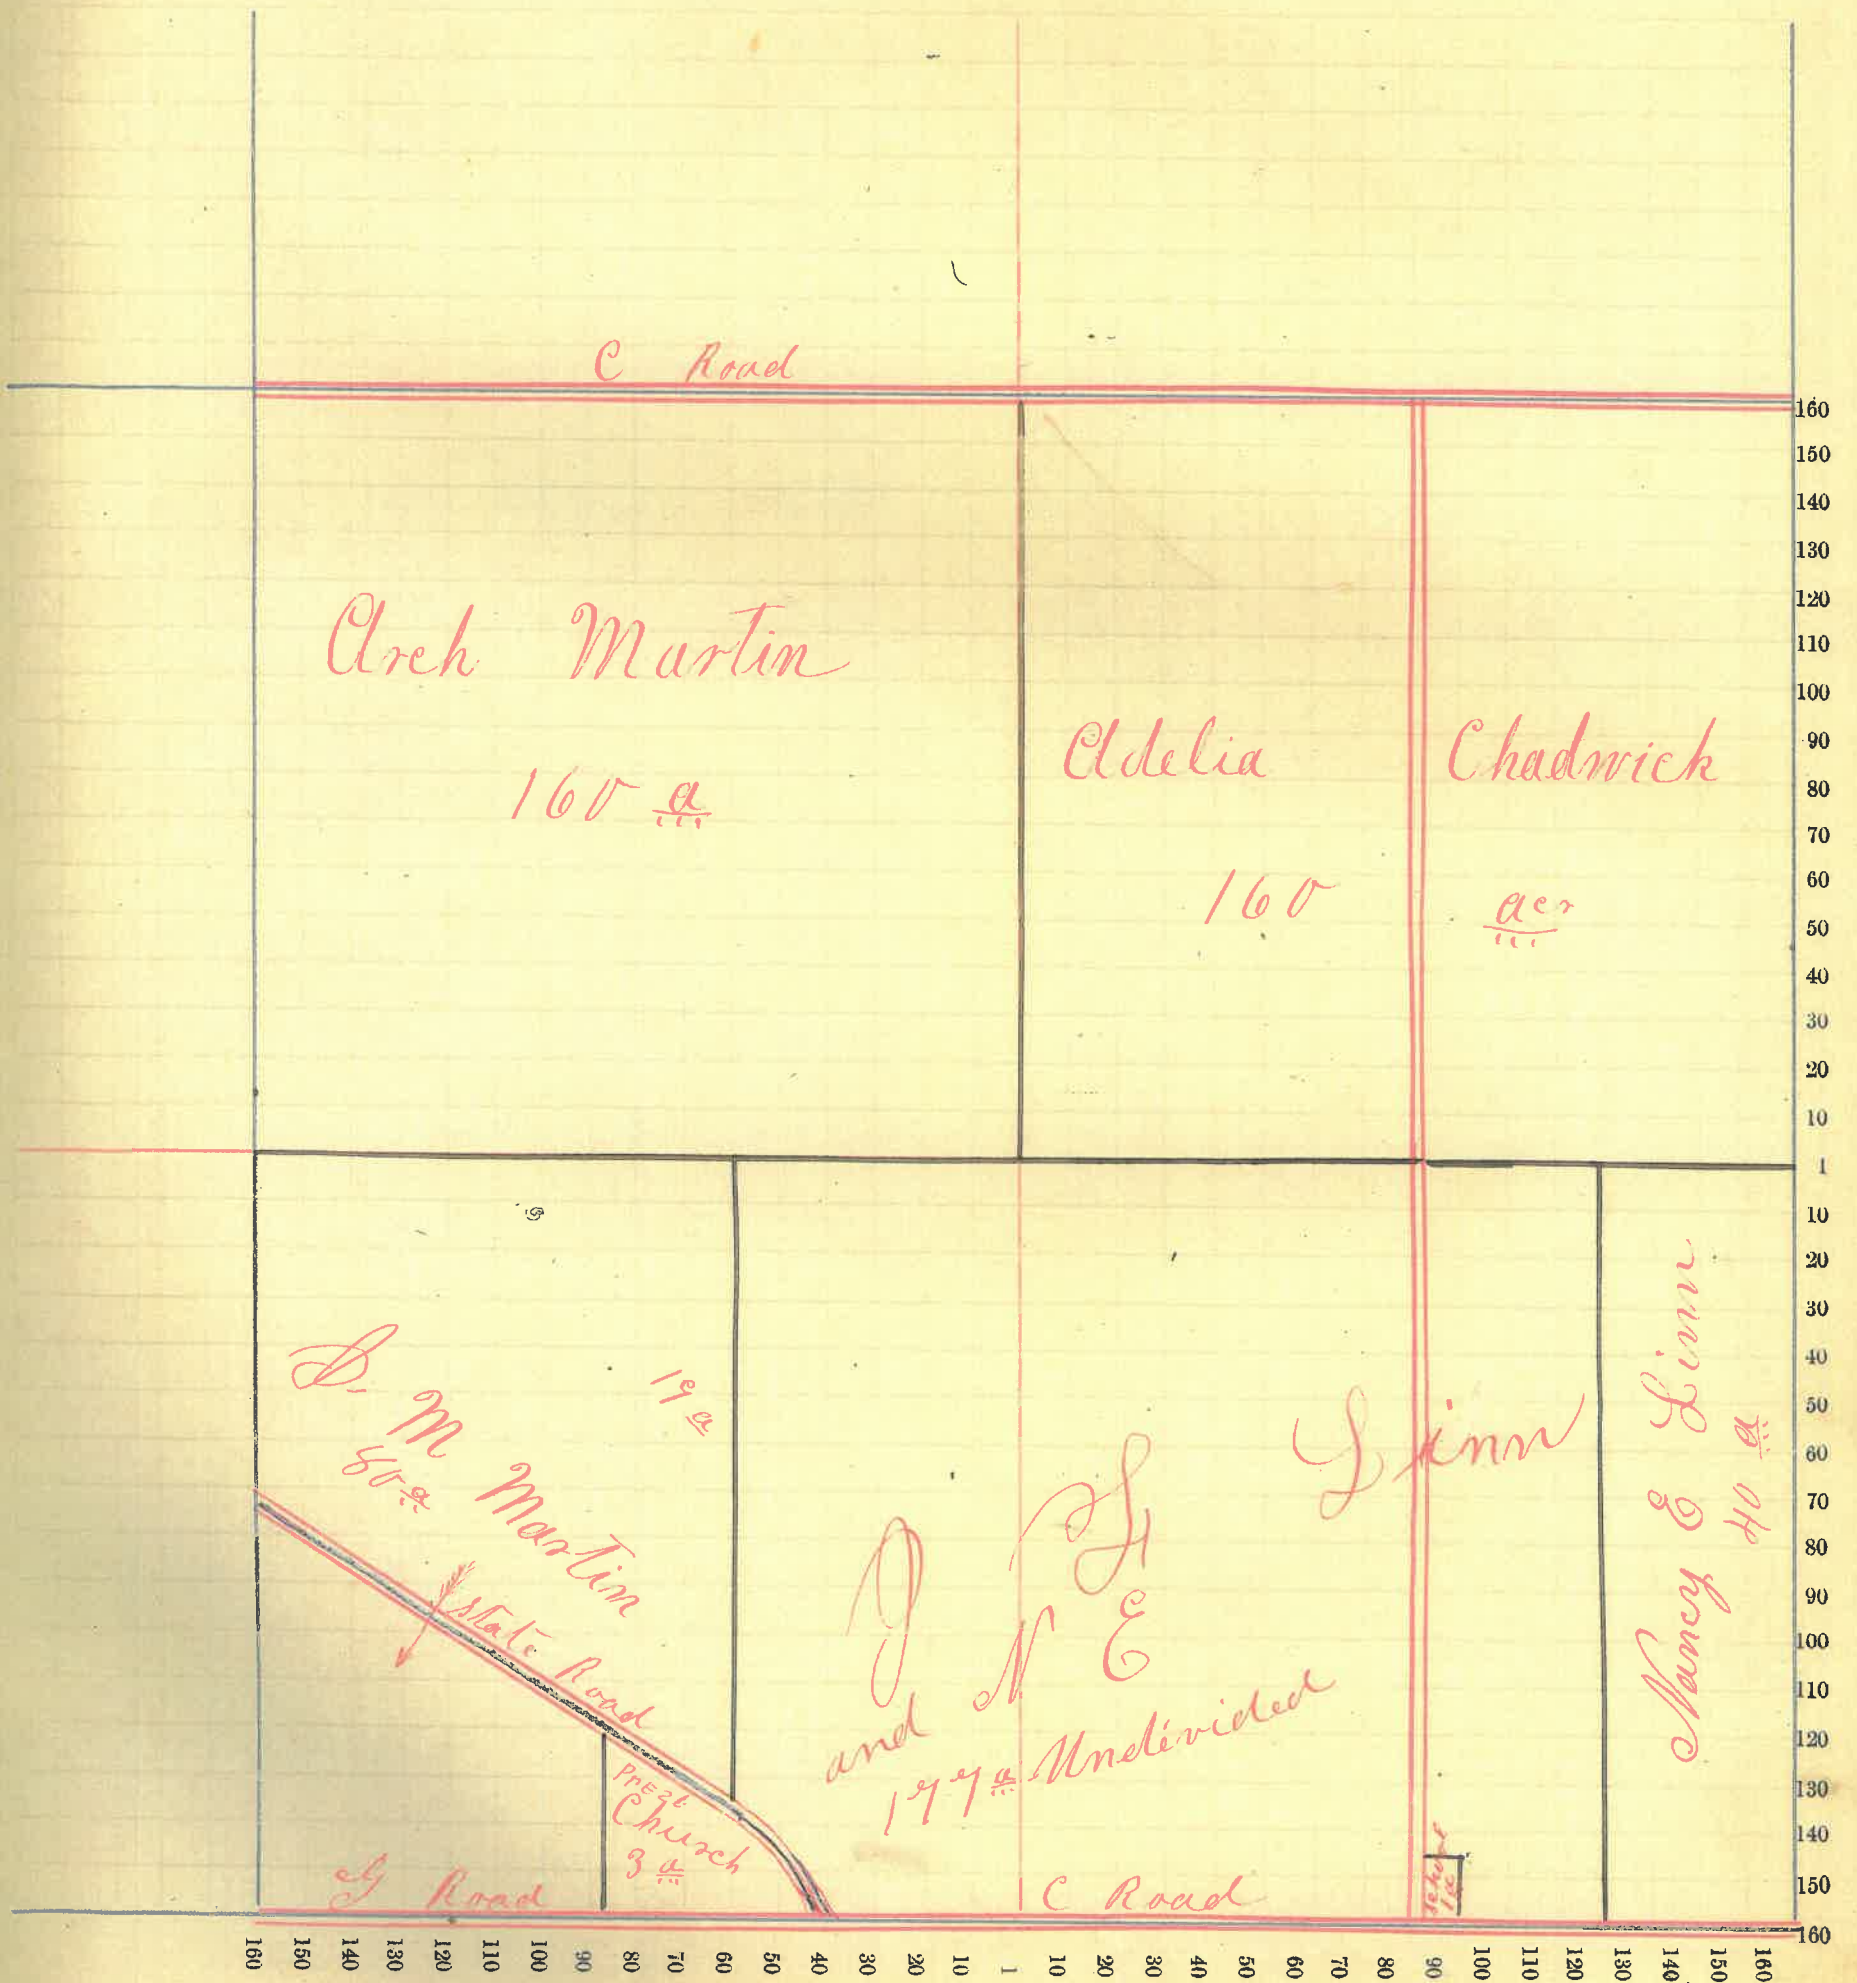 C Road
Arch Martin
160 a
Adelia Chadwick
160 acr
S. M Martin
80 a
19 a
State Road
Church
3 a
G Road
J F Linn
and N E
177 a Undivided
C Road
School
1 a
Nancy E Linn
40 a
160
150
140
130
120
110
100
90
80
70
60
50
40
30
20
10
1
10
20
30
40
50
60
70
80
90
100
110
120
130
140
150
160
160 150 140 130 120 110 100 90 80 70 60 50 40 30 20 10 1 10 20 30 40 50 60 70 80 90 100 110 120 130 140 150 160